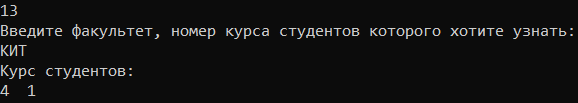 13
Введите факультет, номер курса студентов которого хотите узнать:
КИТ
Курс студентов:
4  1